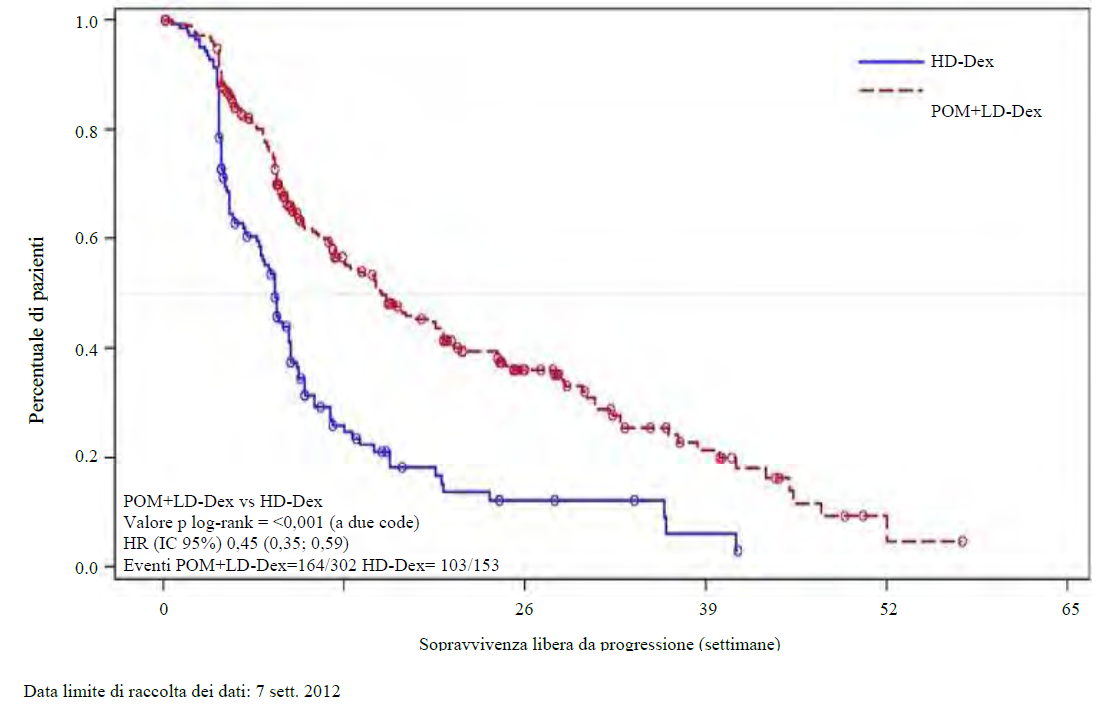 1.0
0.8
0.6
0.4
0.2
0.0
Percentuale di pazienti
HD-Dex
POM+LD-Dex
POM+LD-Dex vs HD-Dex
Valore p log-rank = <0,001 (a due code)
HR (IC 95%) 0,45 (0,35; 0,59)
Eventi POM+LD-Dex=164/302 HD-Dex= 103/153
0 26 39 52 65
Sopravvivenza libera da progressione (settimane)
Data limite di raccolta dei dati: 7 sett. 2012